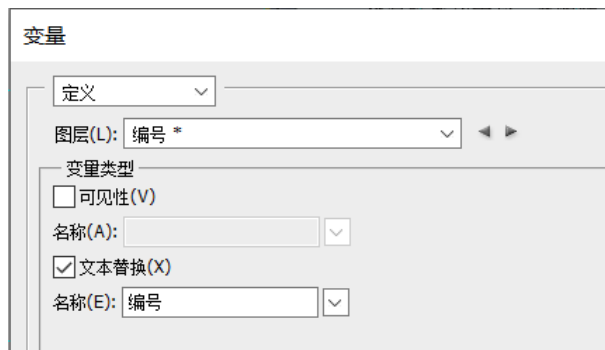 变量
定义
图层(L): 编号 *
变量类型
可见性(V)
名称(A):
文本替换(X)
名称(E): 编号